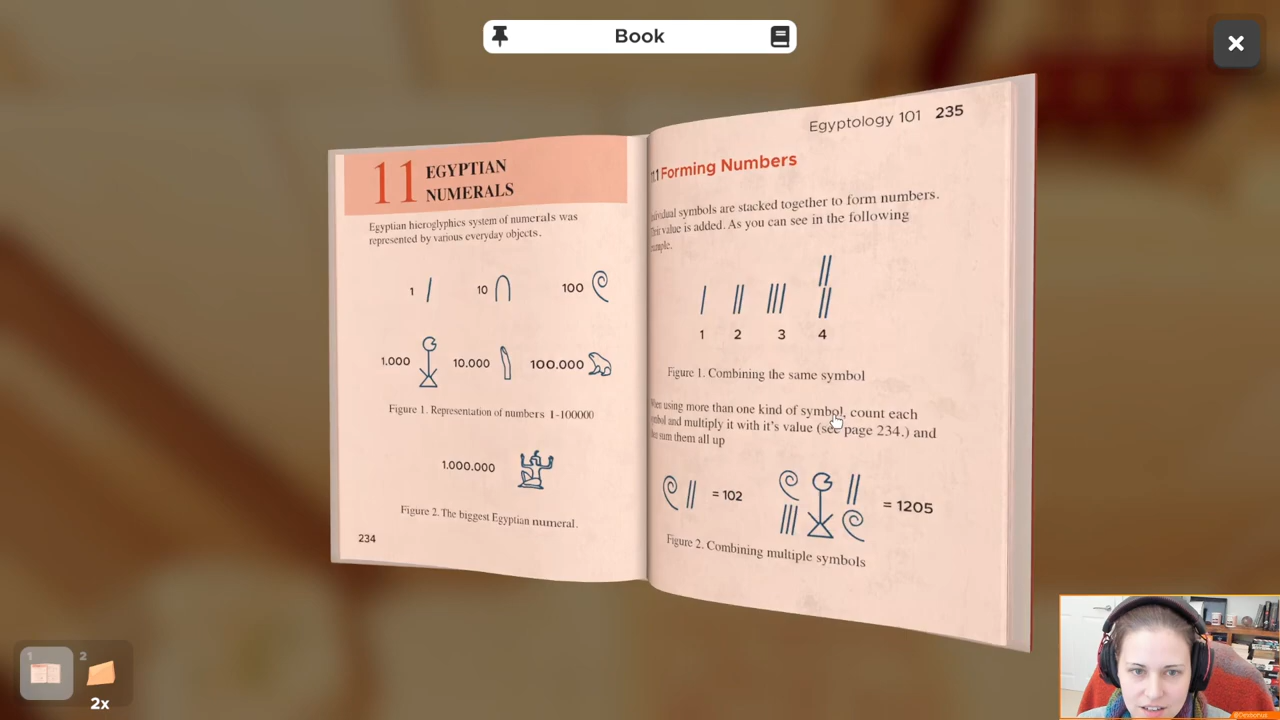 Book
11 EGYPTIAN
NUMERALS
Egyptian hieroglyphics system of numerals was
represented by various everyday objects.
1 10 100
1.000 10.000 100.000
Figure 1. Representation of numbers 1-100000
1.000.000
Figure 2. The biggest Egyptian numeral.
234
Egyptology 101 235
Forming Numbers
symbols are stacked together to form numbers.
value is added. As you can see in the following
1 2 3 4
Figure 1. Combining the same symbol
using more than one kind of symbol, count each
and multiply it with it's value (see page 234.) and
sum them all up
= 102 = 1205
Figure 2. Combining multiple symbols
1 2
2x